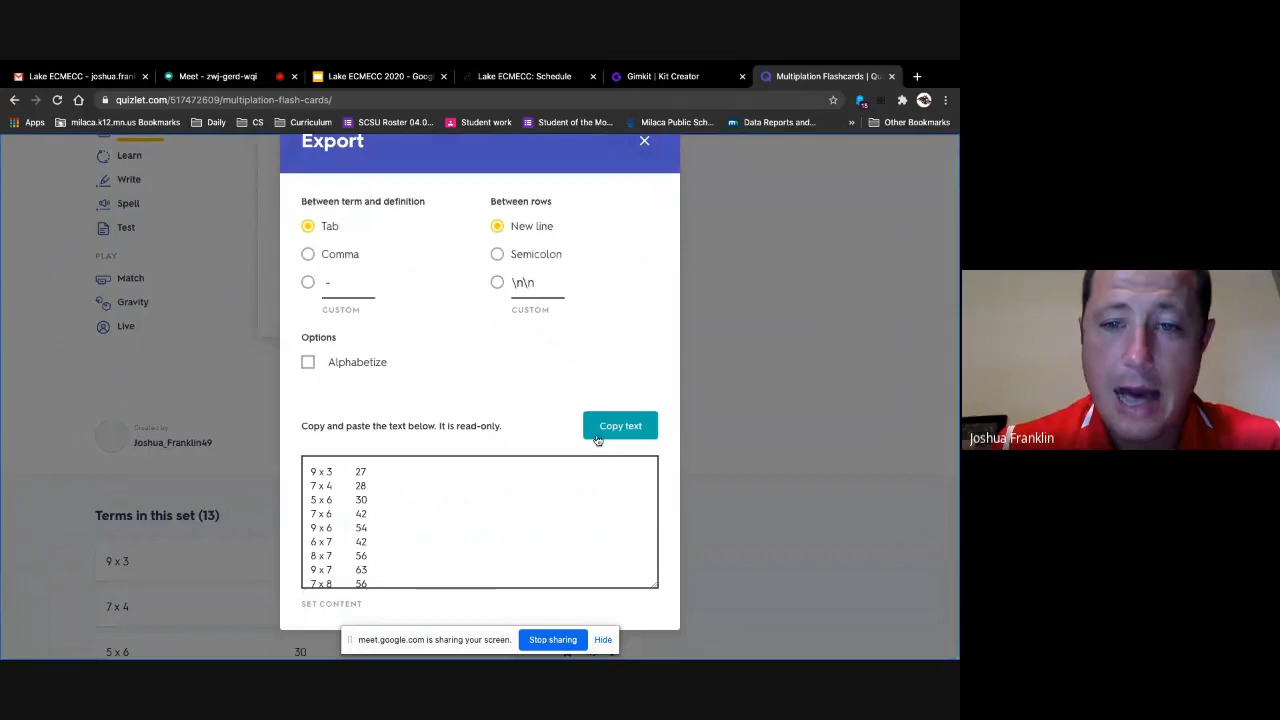 Lake ECMECC - joshua.fran
Meet - zwj-gerd-wqi
Lake ECMECC 2020 - Goog
Lake ECMECC: Schedule
Gimkit | Kit Creator
Multiplation Flashcards | Qu
quizlet.com/517472609/multiplation-flash-cards/
Apps
milaca.k12.mn.us Bookmarks
Daily
CS
Curriculum
SCSU Roster 04.0...
Student work
Student of the Mo...
Milaca Public Sch...
Data Reports and...
»
Other Bookmarks
Learn
Write
Spell
Test
PLAY
Match
Gravity
Live
Created by
Joshua_Franklin49
Terms in this set (13)
9 x 3
7 x 4
5 x 6
30
Export
Between term and definition
Tab
Comma
-
CUSTOM
Between rows
New line
Semicolon
\n\n
CUSTOM
Options
Alphabetize
Copy and paste the text below. It is read-only.
Copy text
9 x 3 27
7 x 4 28
5 x 6 30
7 x 6 42
9 x 6 54
6 x 7 42
8 x 7 56
9 x 7 63
7 x 8 56
SET CONTENT
meet.google.com is sharing your screen.
Stop sharing
Hide
Joshua Franklin